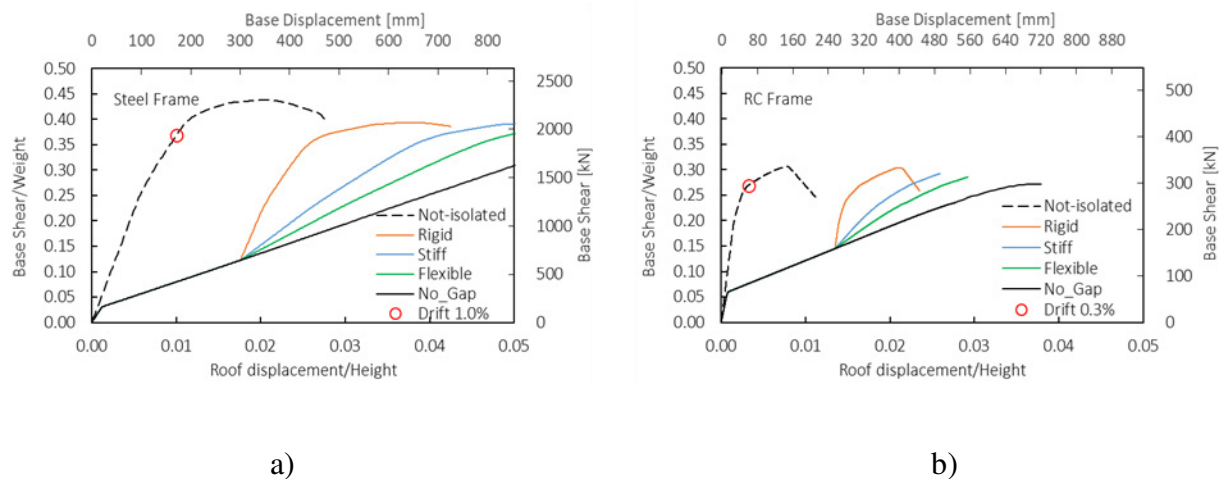 Base Displacement [mm]
0 100 200 300 400 500 600 700 800
0.50
0.45
0.40
0.35
0.30
0.25
0.20
0.15
0.10
0.05
0.00
Base Shear/Weight
Steel Frame
Not-isolated
Rigid
Stiff
Flexible
No_Gap
Drift 1.0%
2500
2000
1500
1000
500
0
Base Shear [kN]
0.00 0.01 0.02 0.03 0.04 0.05
Roof displacement/Height
a)
Base Displacement [mm]
0 80 160 240 320 400 480 560 640 720 800 880
0.50
0.45
0.40
0.35
0.30
0.25
0.20
0.15
0.10
0.05
0.00
Base Shear/Weight
RC Frame
Not-isolated
Rigid
Stiff
Flexible
No_Gap
Drift 0.3%
500
400
300
200
100
0
Base Shear [kN]
0.00 0.01 0.02 0.03 0.04 0.05
Roof displacement/Height
b)